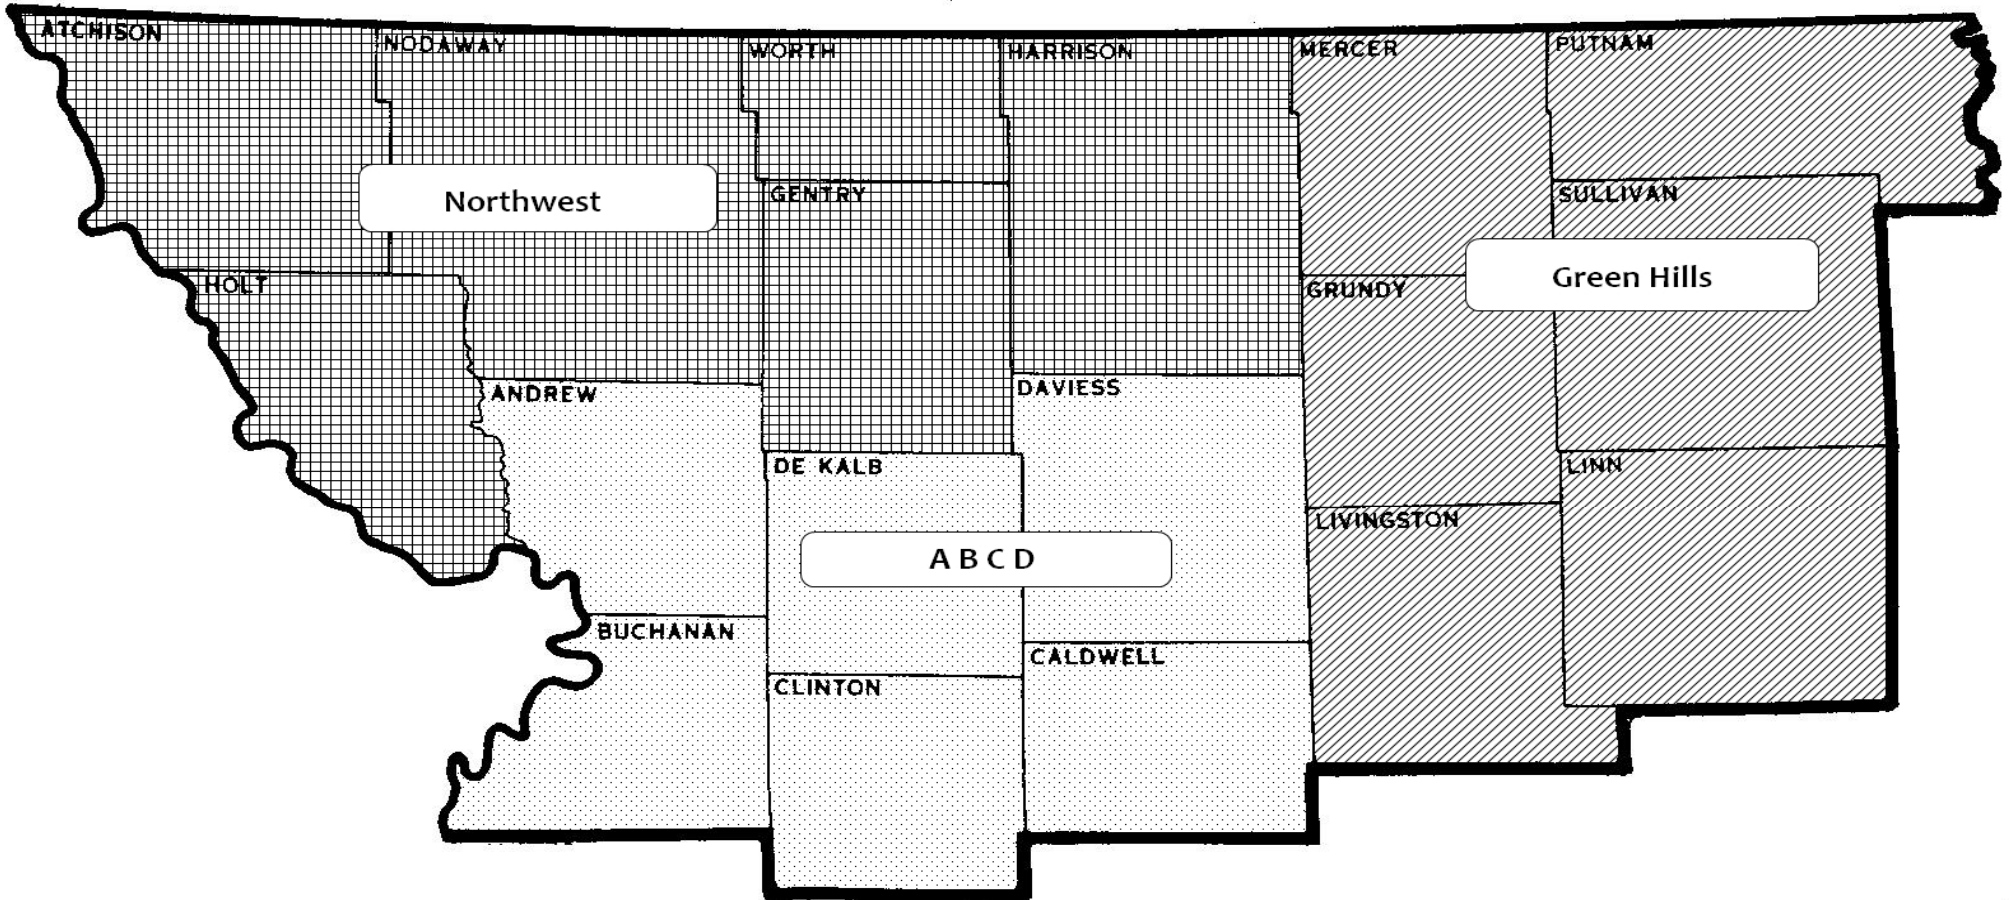 ATCHISON
NODAWAY
WORTH
HARRISON
MERCER
PUTNAM
Northwest
GENTRY
SULLIVAN
HOLT
GRUNDY
Green Hills
ANDREW
DAVIESS
DE KALB
LINN
LIVINGSTON
A B C D
BUCHANAN
CALDWELL
CLINTON